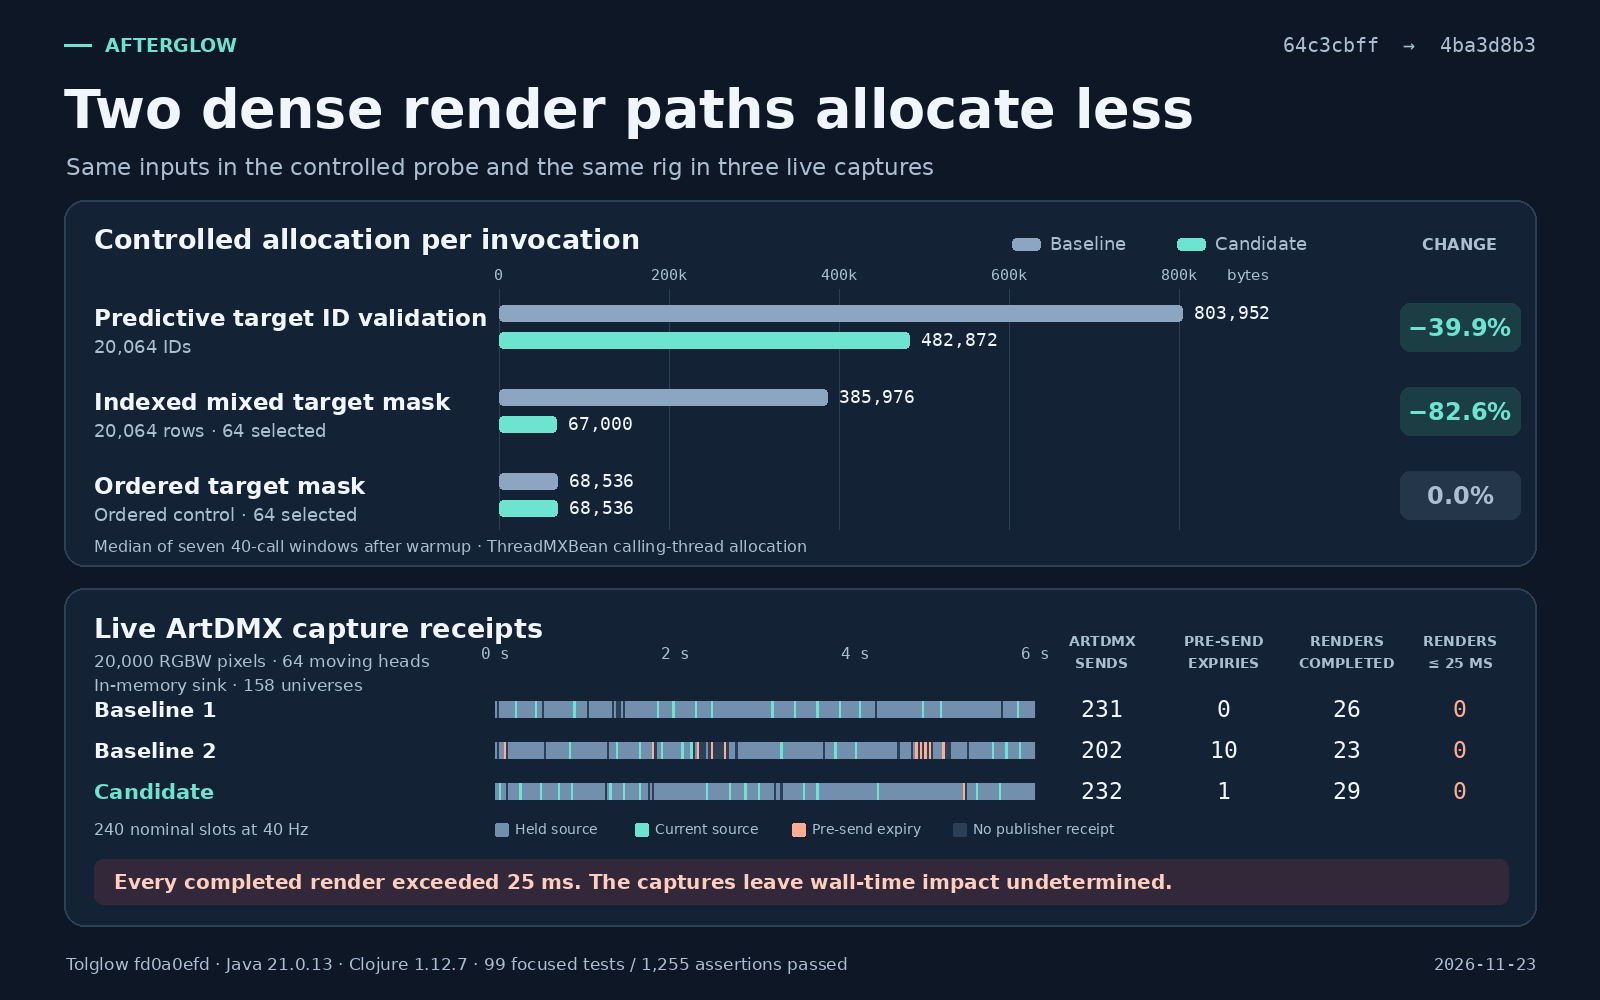 AFTERGLOW
64c3cbff → 4ba3d8b3
Two dense render paths allocate less
Same inputs in the controlled probe and the same rig in three live captures
Controlled allocation per invocation
Baseline
Candidate
CHANGE
0 200k 400k 600k 800k bytes
Predictive target ID validation
20,064 IDs
803,952
482,872
−39.9%
Indexed mixed target mask
20,064 rows · 64 selected
385,976
67,000
−82.6%
Ordered target mask
Ordered control · 64 selected
68,536
68,536
0.0%
Median of seven 40-call windows after warmup · ThreadMXBean calling-thread allocation
Live ArtDMX capture receipts
20,000 RGBW pixels · 64 moving heads
In-memory sink · 158 universes
0 s 2 s 4 s 6 s
ARTDMX
SENDS
PRE-SEND
EXPIRIES
RENDERS
COMPLETED
RENDERS
≤ 25 MS
Baseline 1 231 0 26 0
Baseline 2 202 10 23 0
Candidate 232 1 29 0
240 nominal slots at 40 Hz
Held source
Current source
Pre-send expiry
No publisher receipt
Every completed render exceeded 25 ms. The captures leave wall-time impact undetermined.
Tolglow fd0a0efd · Java 21.0.13 · Clojure 1.12.7 · 99 focused tests / 1,255 assertions passed
2026-11-23